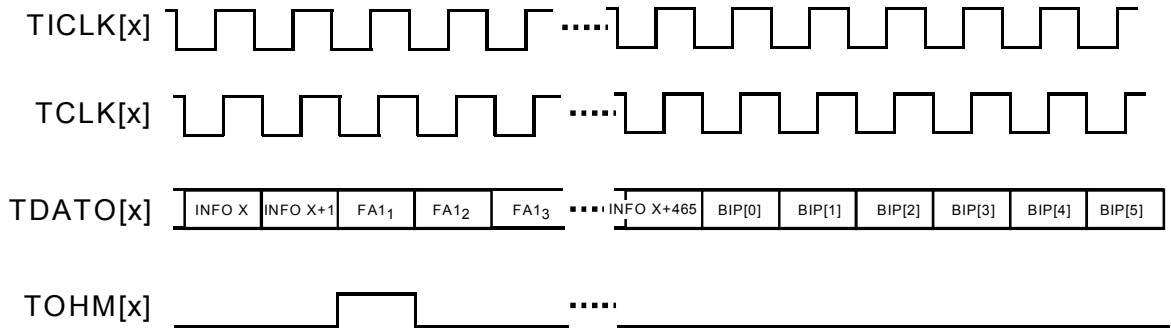 TICLK[x]
TCLK[x]
TDATO[x] INFO X INFO X+1 FA1₁ FA1₂ FA1₃ INFO X+465 BIP[0] BIP[1] BIP[2] BIP[3] BIP[4] BIP[5]
TOHM[x]